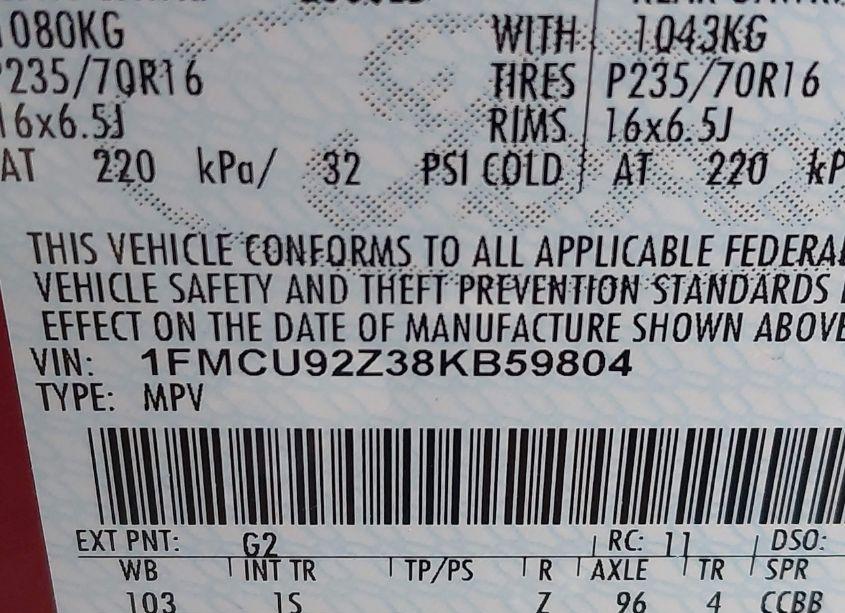 1080KG WITH 1043KG
P235/70R16 TIRES P235/70R16
16x6.5J RIMS 16x6.5J
AT 220 kPa/ 32 PSI COLD AT 220 kP
THIS VEHICLE CONFORMS TO ALL APPLICABLE FEDERA
VEHICLE SAFETY AND THEFT PREVENTION STANDARDS
EFFECT ON THE DATE OF MANUFACTURE SHOWN ABOVE
VIN: 1FMCU92Z38KB59804
TYPE: MPV
EXT PNT: G2 RC: 11 DSO:
WB INT TR TP/PS R AXLE TR SPR
103 1S Z 96 4 CCBB